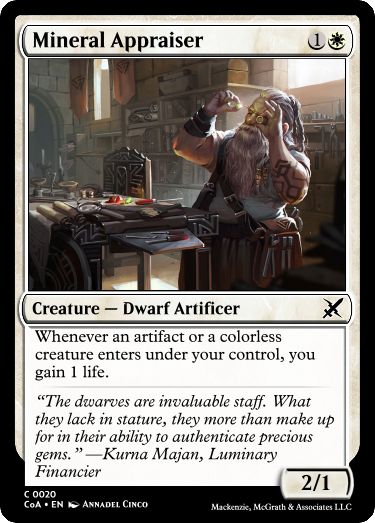 Mineral Appraiser 1
Creature — Dwarf Artificer
Whenever an artifact or a colorless
creature enters under your control, you
gain 1 life.
“The dwarves are invaluable staff. What
they lack in stature, they more than make up
for in their ability to authenticate precious
gems.” —Kurna Majan, Luminary
Financier
2/1
C 0020
CoA • EN ANNADEL CINCO
Mackenzie, McGrath & Associates LLC